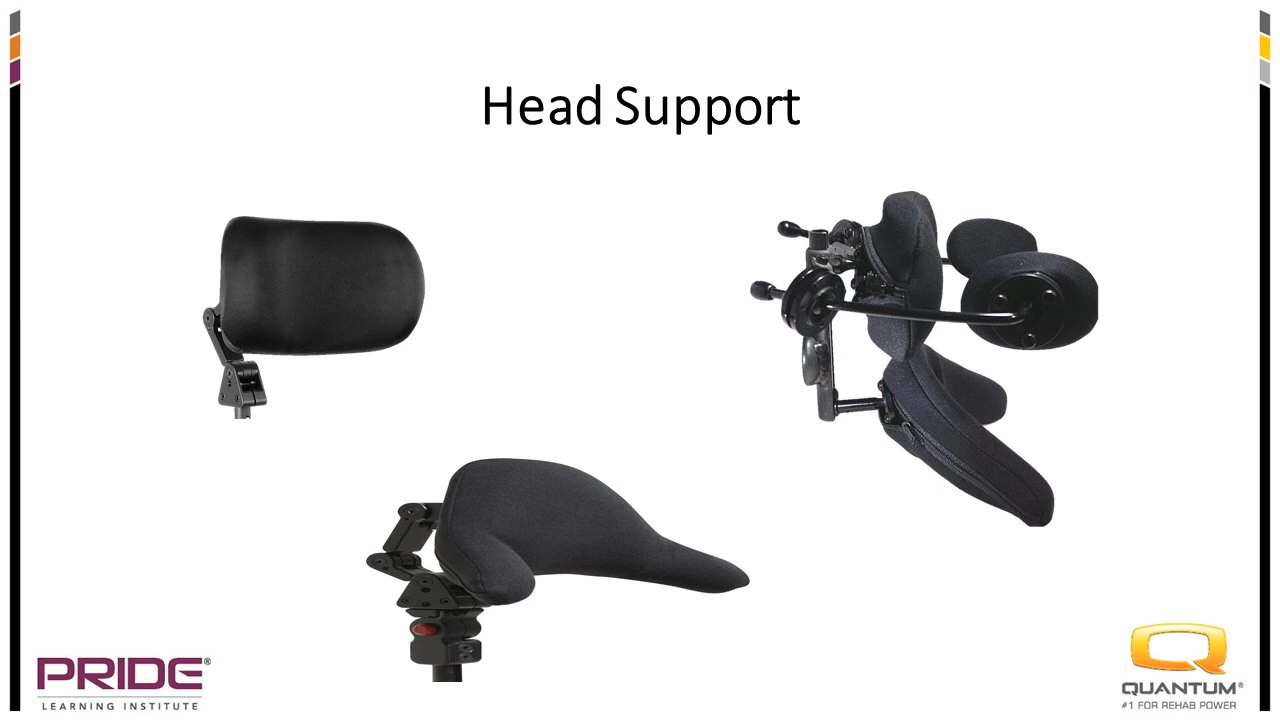 Head Support
PRIDE®
LEARNING INSTITUTE
QUANTUM®
#1 FOR REHAB POWER